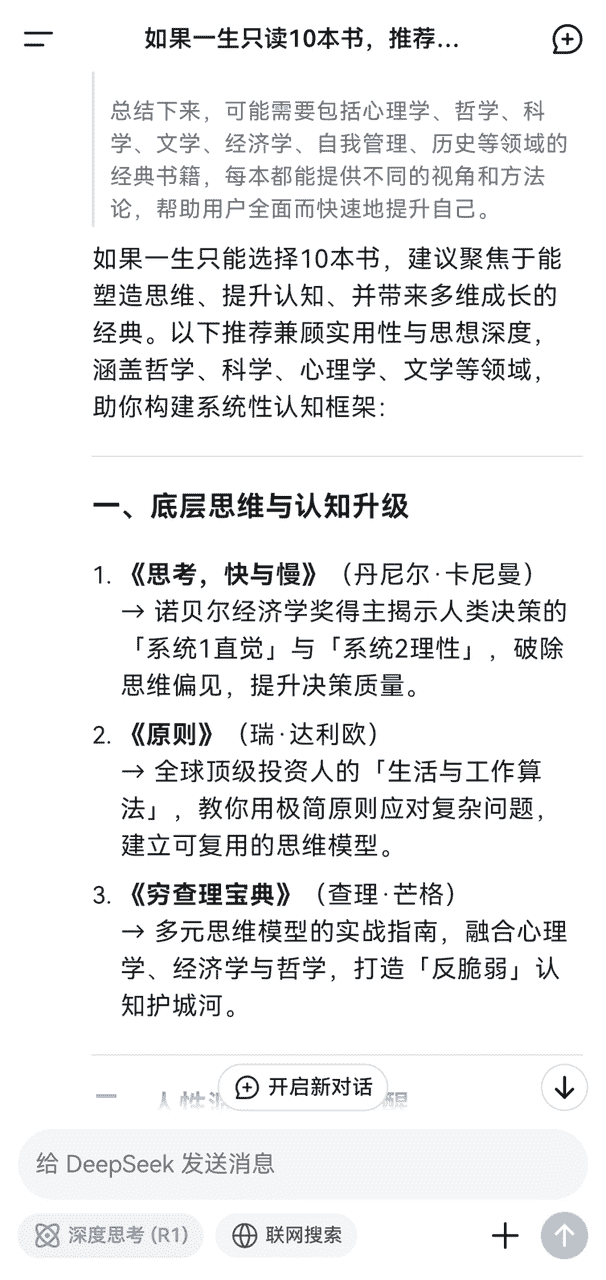 如果一生只读10本书，推荐...
总结下来，可能需要包括心理学、哲学、科
学、文学、经济学、自我管理、历史等领域的
经典书籍，每本都能提供不同的视角和方法
论，帮助用户全面而快速地提升自己。
如果一生只能选择10本书，建议聚焦于能
塑造思维、提升认知、并带来多维成长的
经典。以下推荐兼顾实用性与思想深度，
涵盖哲学、科学、心理学、文学等领域，
助你构建系统性认知框架：
一、底层思维与认知升级
1. 《思考，快与慢》（丹尼尔·卡尼曼）
→ 诺贝尔经济学奖得主揭示人类决策的
「系统1直觉」与「系统2理性」，破除
思维偏见，提升决策质量。
2. 《原则》（瑞·达利欧）
→ 全球顶级投资人的「生活与工作算
法」，教你用极简原则应对复杂问题，
建立可复用的思维模型。
3. 《穷查理宝典》（查理·芒格）
→ 多元思维模型的实战指南，融合心理
学、经济学与哲学，打造「反脆弱」认
知护城河。
开启新对话
给 DeepSeek 发送消息
深度思考 (R1) 联网搜索